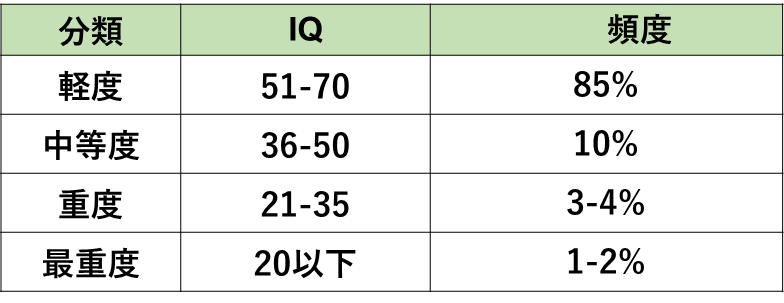 分類 IQ 頻度
軽度 51-70 85%
中等度 36-50 10%
重度 21-35 3-4%
最重度 20以下 1-2%